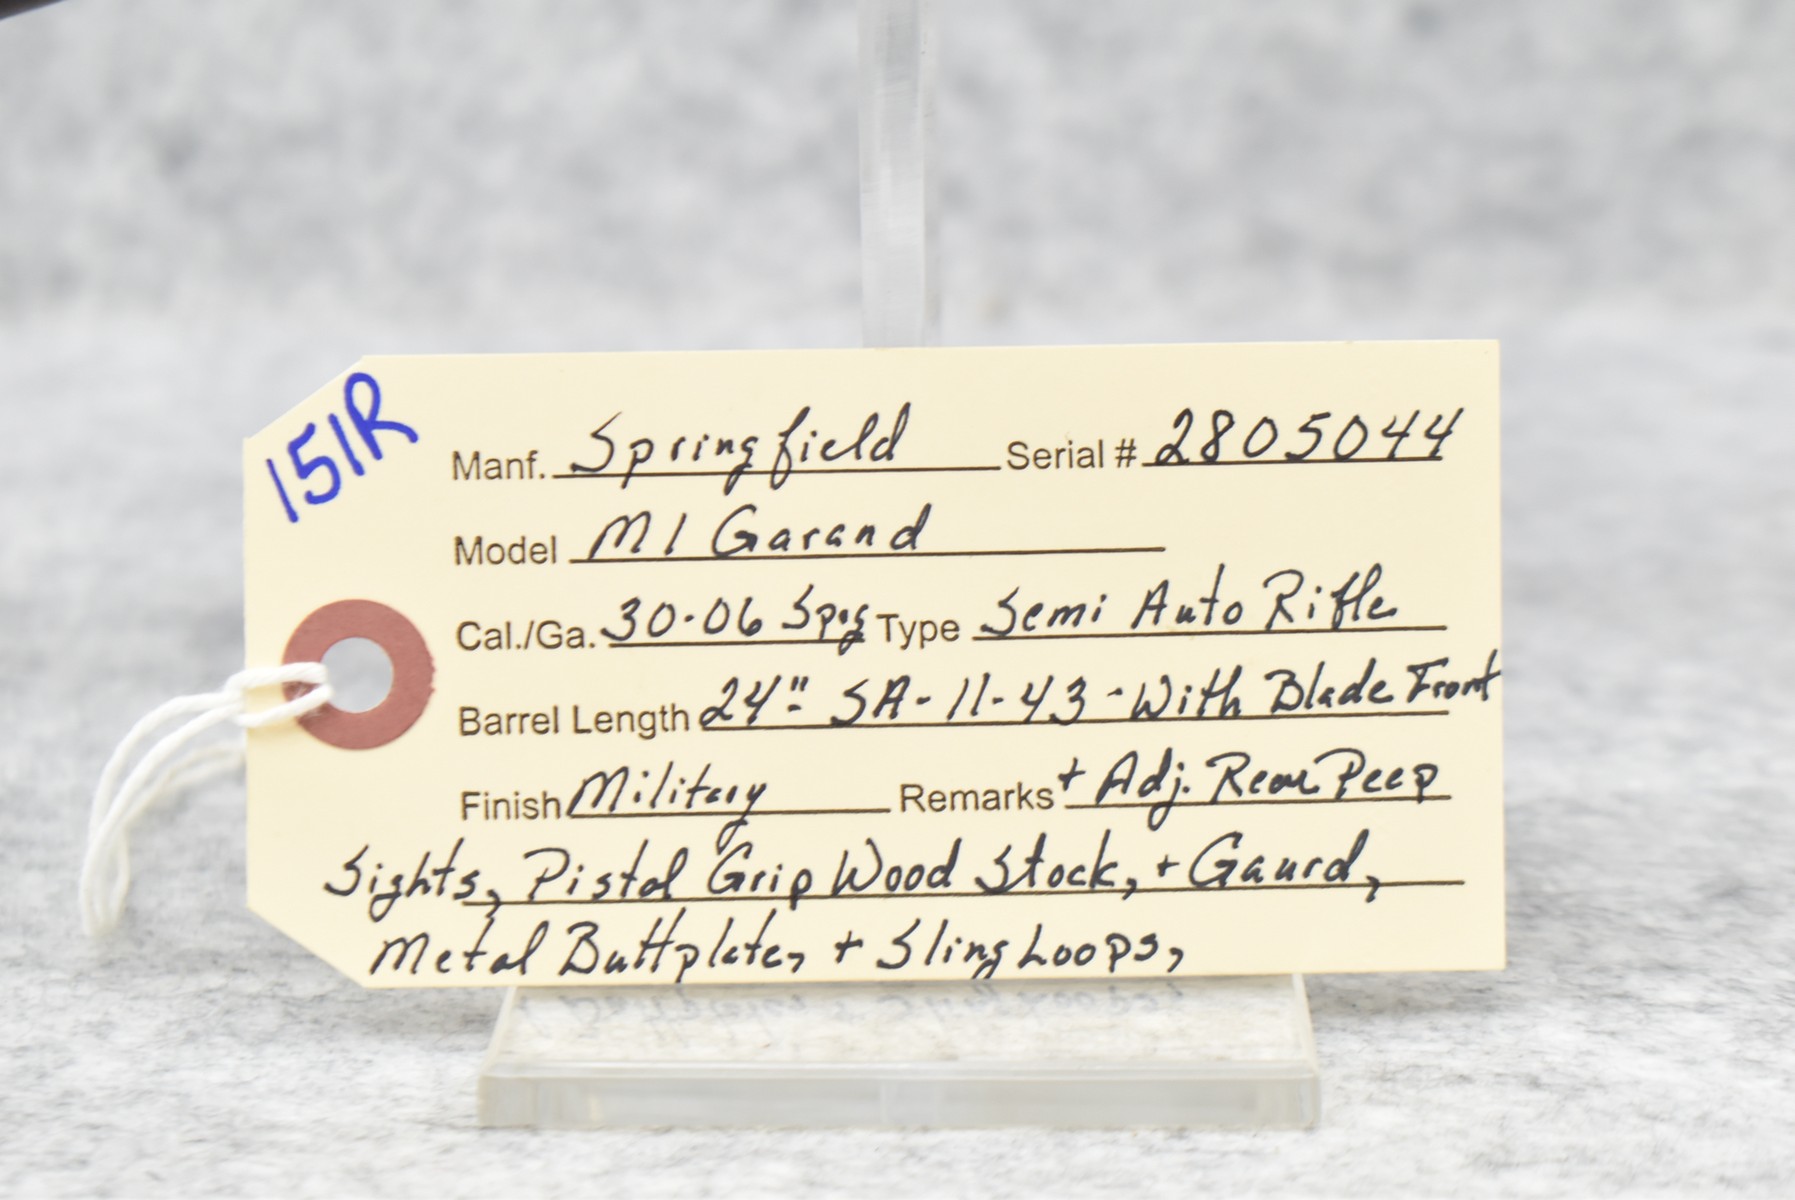 151R
Manf. Springfield Serial # 2805044
Model M1 Garand
Cal./Ga. 30-06 Spg Type Semi Auto Rifle
Barrel Length 24" SA-11-43 - With Blade Front
Finish Military Remarks + Adj. Rear Peep
Sights, Pistol Grip Wood Stock, + Gaurd,
Metal Buttplate, + Sling Loops,